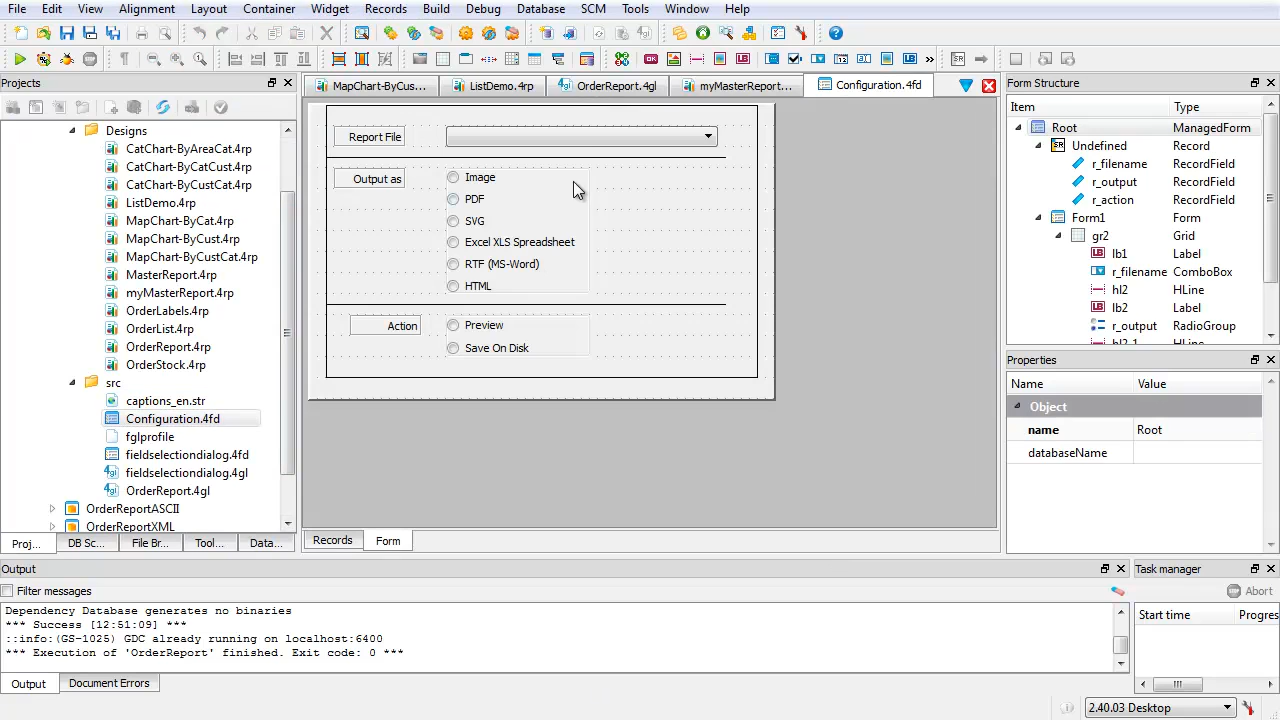 File Edit View Alignment Layout Container Widget Records Build Debug Database SCM Tools Window Help
Projects
Designs
CatChart-ByAreaCat.4rp
CatChart-ByCatCust.4rp
CatChart-ByCustCat.4rp
ListDemo.4rp
MapChart-ByCat.4rp
MapChart-ByCust.4rp
MapChart-ByCustCat.4rp
MasterReport.4rp
myMasterReport.4rp
OrderLabels.4rp
OrderList.4rp
OrderReport.4rp
OrderStock.4rp
src
captions_en.str
Configuration.4fd
fglprofile
fieldselectiondialog.4fd
fieldselectiondialog.4gl
OrderReport.4gl
OrderReportASCII
OrderReportXML
Proj... DB Sc... File Br... Tool... Data...
MapChart-ByCus... ListDemo.4rp OrderReport.4gl myMasterReport... Configuration.4fd
Report File
Output as
Image
PDF
SVG
Excel XLS Spreadsheet
RTF (MS-Word)
HTML
Action
Preview
Save On Disk
Records Form
Form Structure
Item Type
Root ManagedForm
Undefined Record
r_filename RecordField
r_output RecordField
r_action RecordField
Form1 Form
gr2 Grid
lb1 Label
r_filename ComboBox
hl2 HLine
lb2 Label
r_output RadioGroup
hl2_1 HLine
Properties
Name Value
Object
name Root
databaseName
Output
Filter messages
Dependency Database generates no binaries
*** Success [12:51:09] ***
::info:(GS-1025) GDC already running on localhost:6400
*** Execution of 'OrderReport' finished. Exit code: 0 ***
Output Document Errors
Task manager
Abort
Start time Progres
2.40.03 Desktop